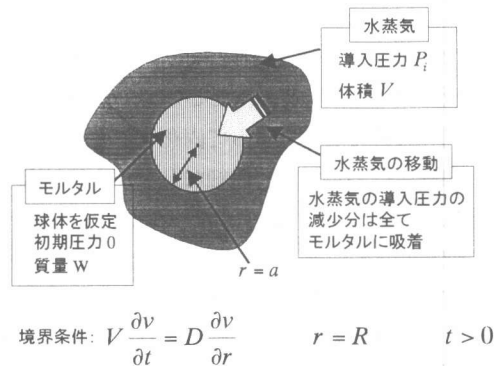 水蒸気
導入圧力 P_i
体積 V
水蒸気の移動
水蒸気の導入圧力の
減少分は全て
モルタルに吸着
モルタル
球体を仮定
初期圧力 0
質量 W
r = a
境界条件: V ∂v/∂t = D ∂v/∂r r = R t > 0